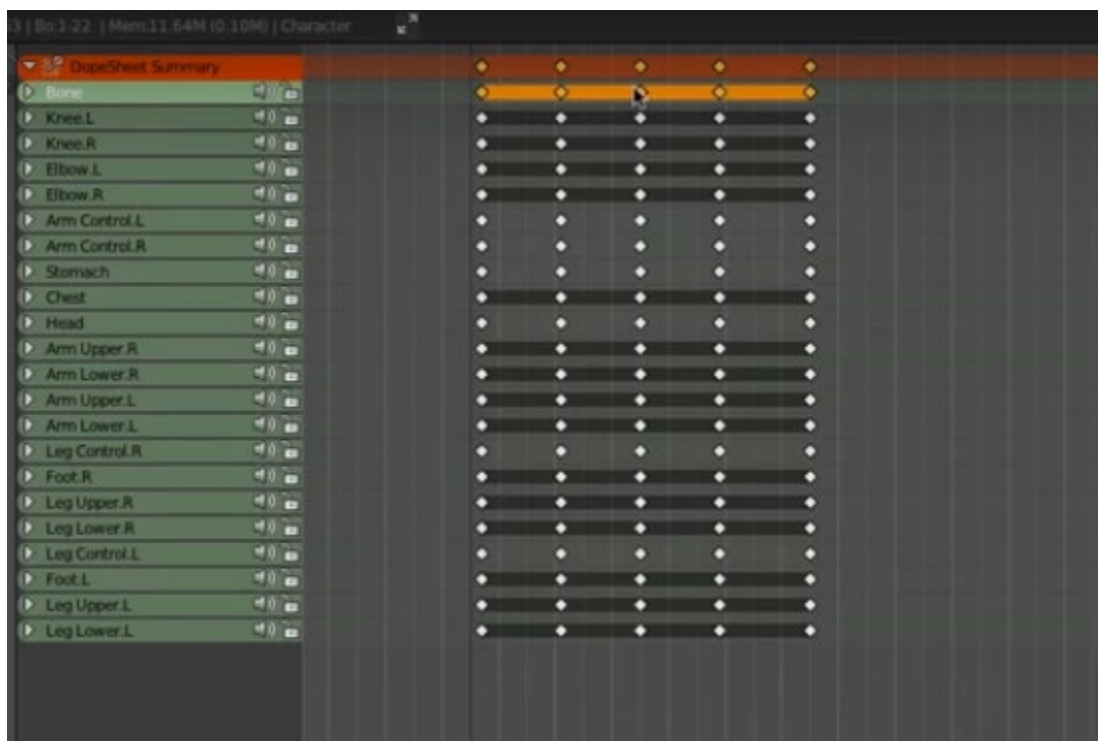 3 | Bo:1-22 | Mem:11.64M (0.10M) | Character
DopeSheet Summary
Bone
Knee.L
Knee.R
Elbow.L
Elbow.R
Arm Control.L
Arm Control.R
Stomach
Chest
Head
Arm Upper.R
Arm Lower.R
Arm Upper.L
Arm Lower.L
Leg Control.R
Foot.R
Leg Upper.R
Leg Lower.R
Leg Control.L
Foot.L
Leg Upper.L
Leg Lower.L